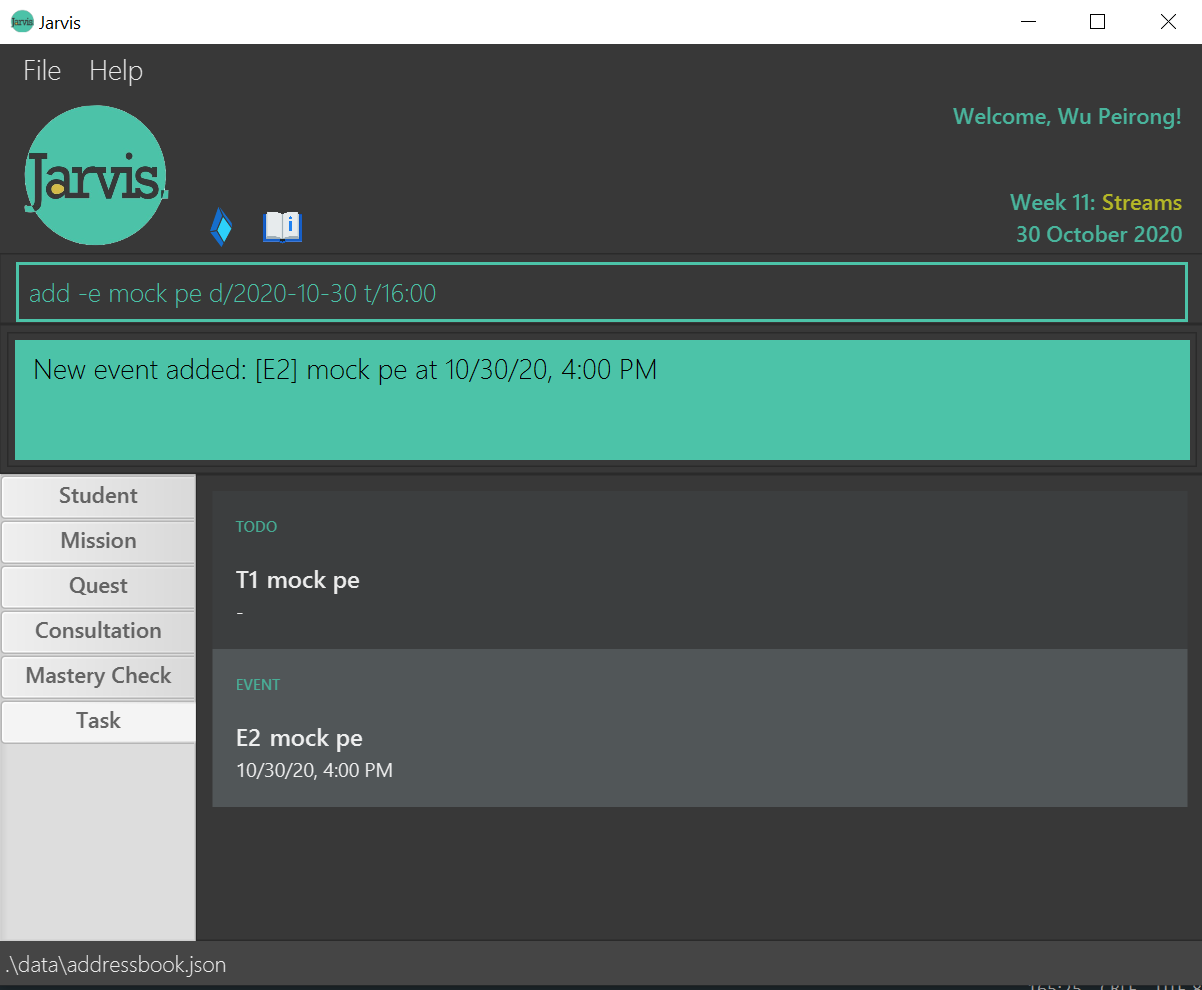 Jarvis
Jarvis
File Help
Welcome, Wu Peirong!
Jarvis.
Week 11: Streams
30 October 2020
add -e mock pe d/2020-10-30 t/16:00
New event added: [E2] mock pe at 10/30/20, 4:00 PM
Student
Mission
Quest
Consultation
Mastery Check
Task
TODO
T1 mock pe
-
EVENT
E2 mock pe
10/30/20, 4:00 PM
.\data\addressbook.json